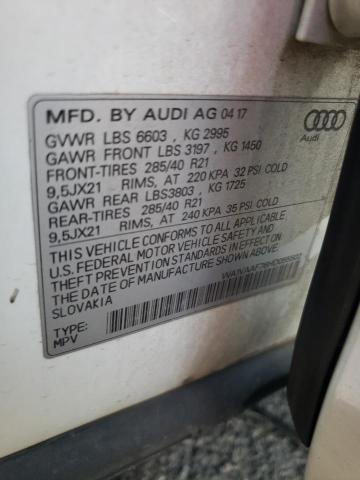 MFD. BY AUDI AG 04 17
GVWR LBS 6603 , KG 2995
GAWR FRONT LBS 3197 , KG 1450
FRONT-TIRES 285/40 R21
9,5JX21 RIMS, AT 220 KPA 32 PSI COLD
GAWR REAR LBS3803 , KG 1725
REAR-TIRES 285/40 R21
9,5JX21 RIMS, AT 240 KPA 35 PSI COLD
THIS VEHICLE CONFORMS TO ALL APPLICABLE
U.S. FEDERAL MOTOR VEHICLE SAFETY AND
THEFT PREVENTION STANDARDS IN EFFECT ON
THE DATE OF MANUFACTURE SHOWN ABOVE.
SLOVAKIA
TYPE:
MPV